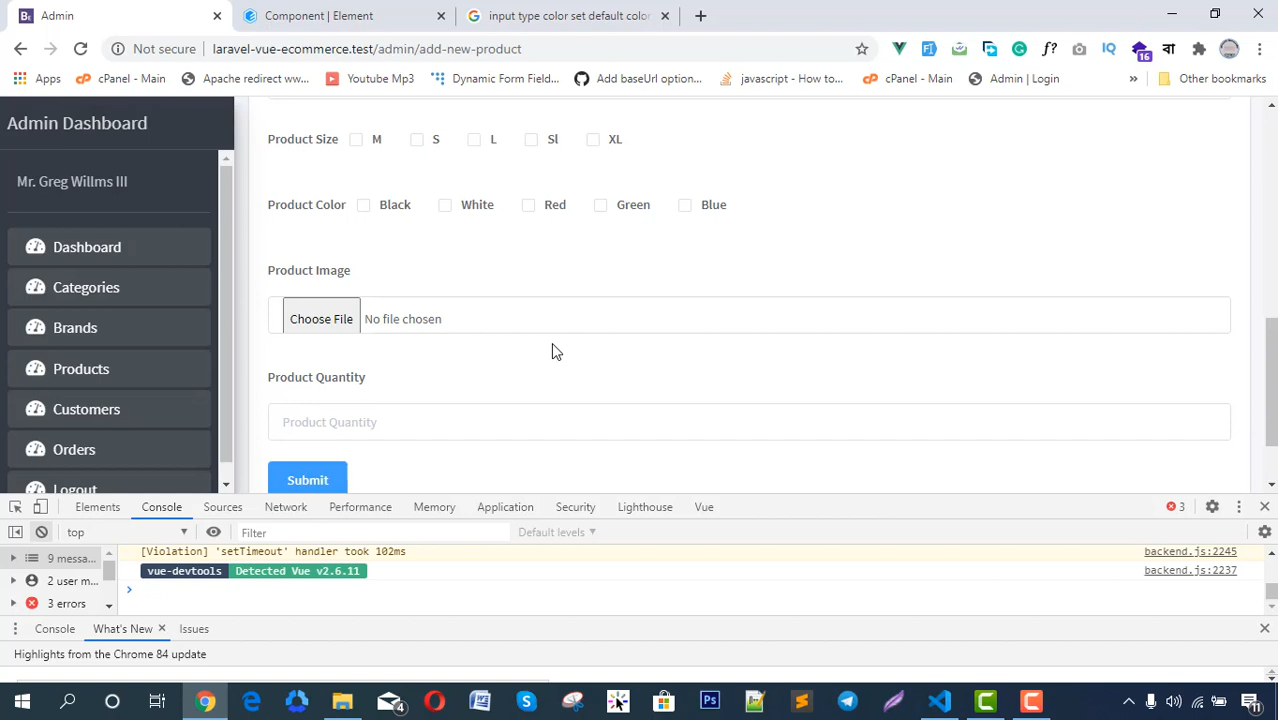 Admin
Component | Element
input type color set default color
Not secure
laravel-vue-ecommerce.test/admin/add-new-product
Apps
cPanel - Main
Apache redirect ww...
Youtube Mp3
Dynamic Form Field...
Add baseUrl option...
javascript - How to...
cPanel - Main
Admin | Login
»
Other bookmarks
Admin Dashboard
Mr. Greg Willms III
Dashboard
Categories
Brands
Products
Customers
Orders
Logout
Product Size
M
S
L
Sl
XL
Product Color
Black
White
Red
Green
Blue
Product Image
Choose File
No file chosen
Product Quantity
Product Quantity
Submit
Elements
Console
Sources
Network
Performance
Memory
Application
Security
Lighthouse
Vue
3
top
Filter
Default levels
9 messa...
2 user m...
3 errors
[Violation] 'setTimeout' handler took 102ms
backend.js:2245
vue-devtools
Detected Vue v2.6.11
backend.js:2237
Console
What's New
Issues
Highlights from the Chrome 84 update